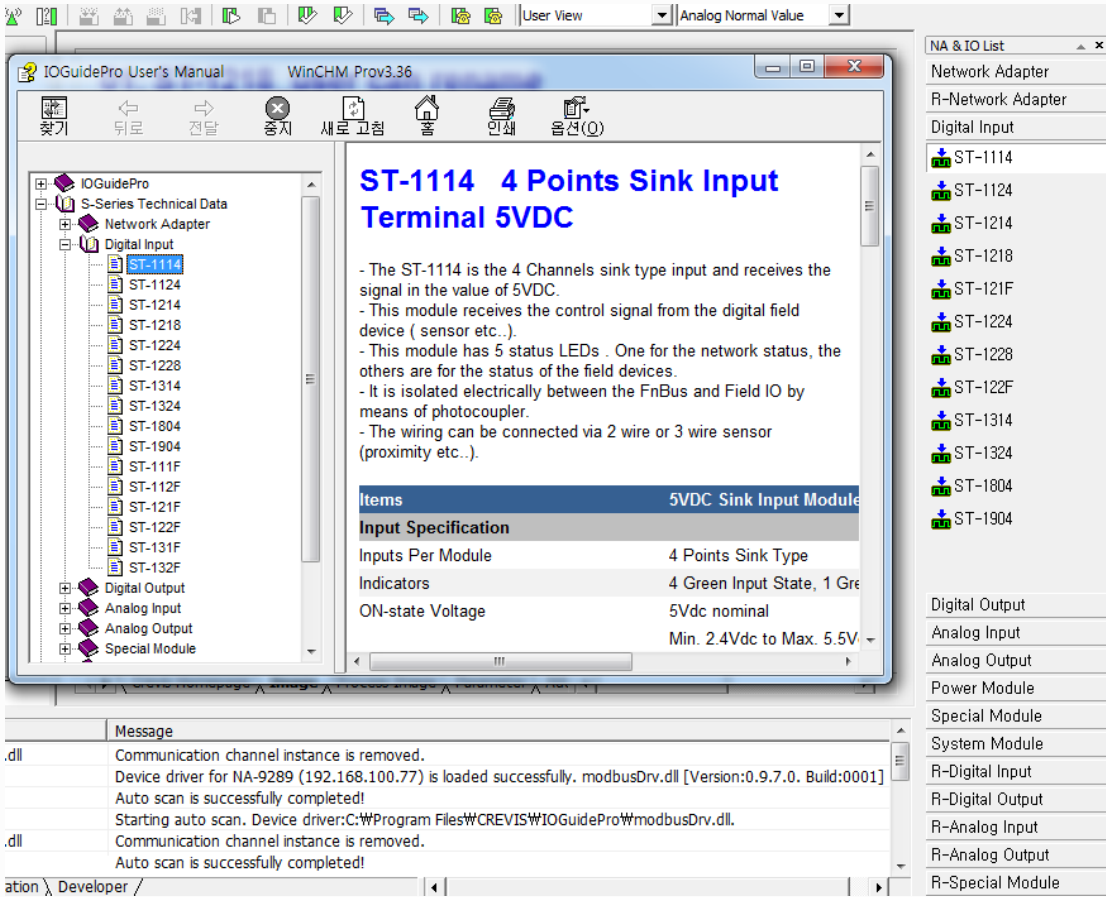 User View
Analog Normal Value
IOGuidePro User's Manual
WinCHM Prov3.36
찾기
뒤로
전달
중지
새로 고침
홈
인쇄
옵션(O)
IOGuidePro
S-Series Technical Data
Network Adapter
Digital Input
ST-1114
ST-1124
ST-1214
ST-1218
ST-1224
ST-1228
ST-1314
ST-1324
ST-1804
ST-1904
ST-111F
ST-112F
ST-121F
ST-122F
ST-131F
ST-132F
Digital Output
Analog Input
Analog Output
Special Module
ST-1114 4 Points Sink Input
Terminal 5VDC
- The ST-1114 is the 4 Channels sink type input and receives the
signal in the value of 5VDC.
- This module receives the control signal from the digital field
device ( sensor etc..).
- This module has 5 status LEDs . One for the network status, the
others are for the status of the field devices.
- It is isolated electrically between the FnBus and Field IO by
means of photocoupler.
- The wiring can be connected via 2 wire or 3 wire sensor
(proximity etc..).
Items 5VDC Sink Input Module
Input Specification
Inputs Per Module 4 Points Sink Type
Indicators 4 Green Input State, 1 Gre
ON-state Voltage 5Vdc nominal
Min. 2.4Vdc to Max. 5.5V
Message
.dll Communication channel instance is removed.
Device driver for NA-9289 (192.168.100.77) is loaded successfully. modbusDrv.dll [Version:0.9.7.0. Build:0001]
Auto scan is successfully completed!
Starting auto scan. Device driver:C:₩Program Files₩CREVIS₩IOGuidePro₩modbusDrv.dll.
.dll Communication channel instance is removed.
Auto scan is successfully completed!
ation \ Developer /
NA & IO List
Network Adapter
R-Network Adapter
Digital Input
ST-1114
ST-1124
ST-1214
ST-1218
ST-121F
ST-1224
ST-1228
ST-122F
ST-1314
ST-1324
ST-1804
ST-1904
Digital Output
Analog Input
Analog Output
Power Module
Special Module
System Module
R-Digital Input
R-Digital Output
R-Analog Input
R-Analog Output
R-Special Module